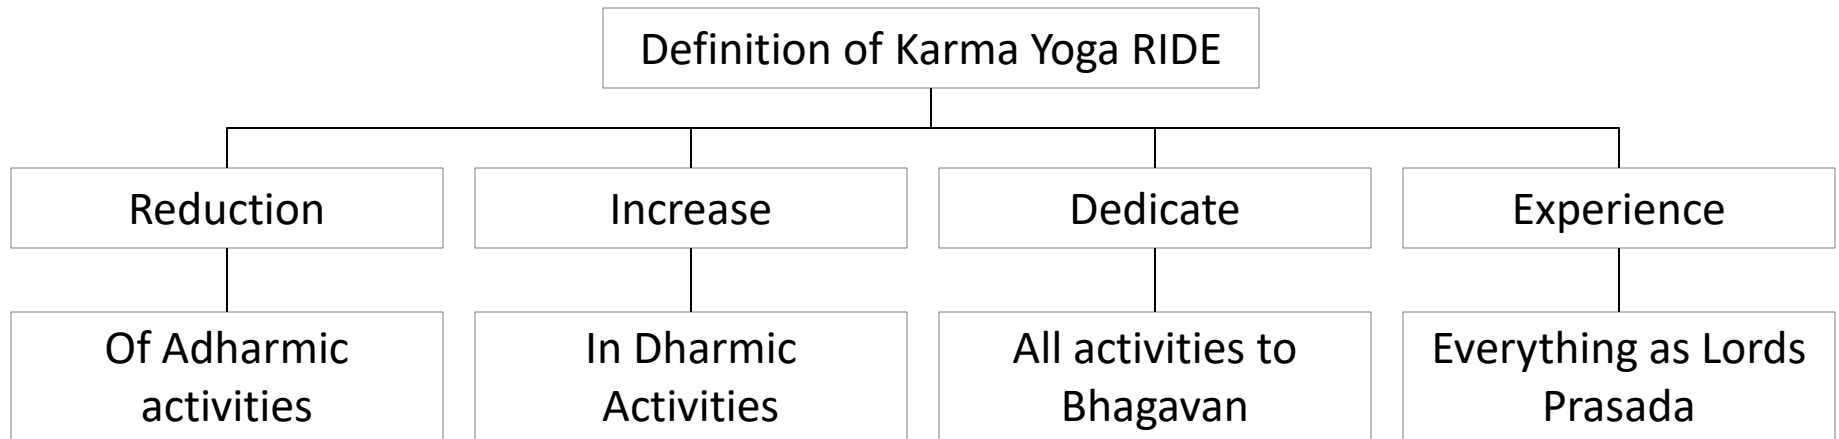 Definition of Karma Yoga RIDE
Reduction
Increase
Dedicate
Experience
Of Adharmic
activities
In Dharmic
Activities
All activities to
Bhagavan
Everything as Lords
Prasada